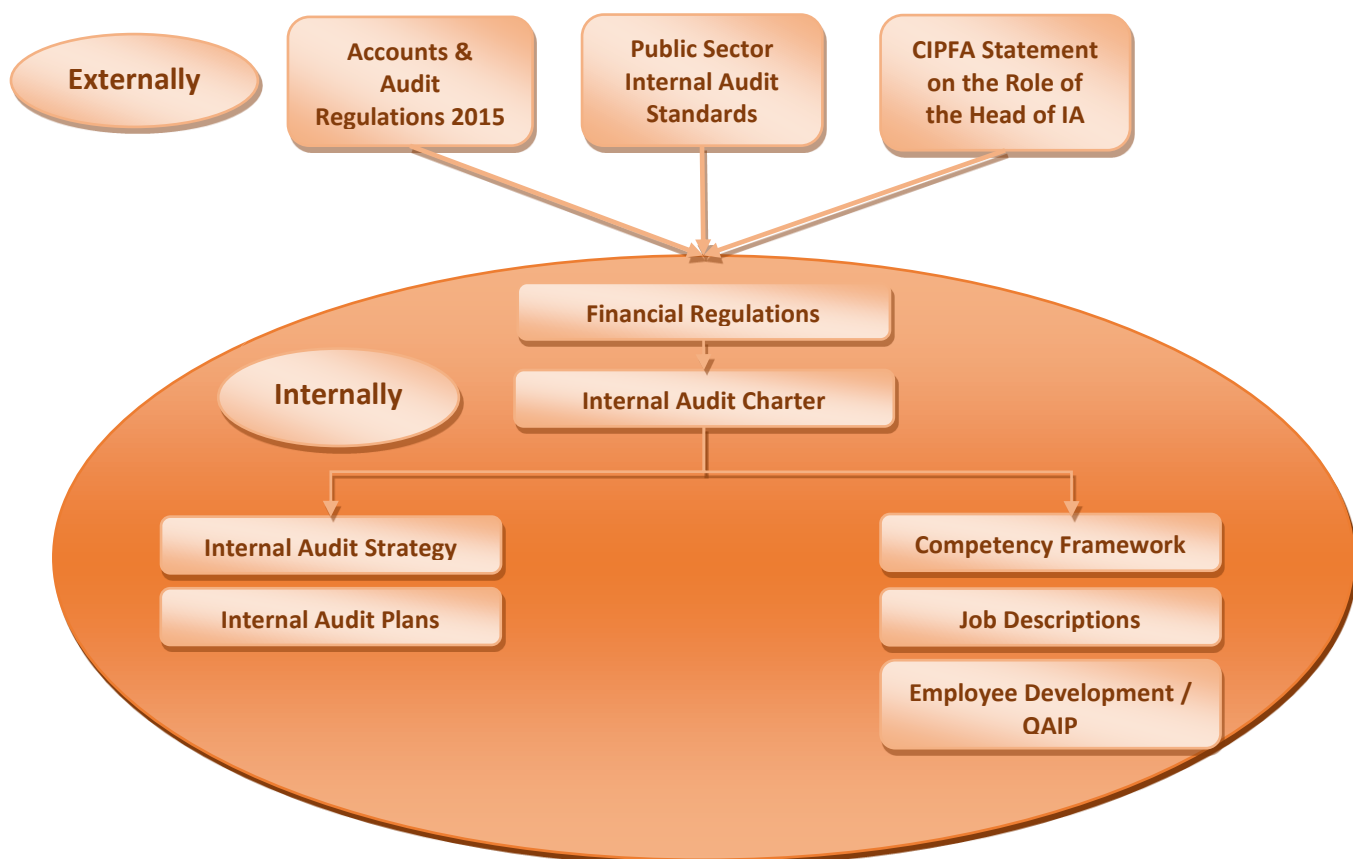 Externally
Accounts &
Audit
Regulations 2015
Public Sector
Internal Audit
Standards
CIPFA Statement
on the Role of
the Head of IA
Financial Regulations
Internally
Internal Audit Charter
Internal Audit Strategy
Internal Audit Plans
Competency Framework
Job Descriptions
Employee Development /
QAIP